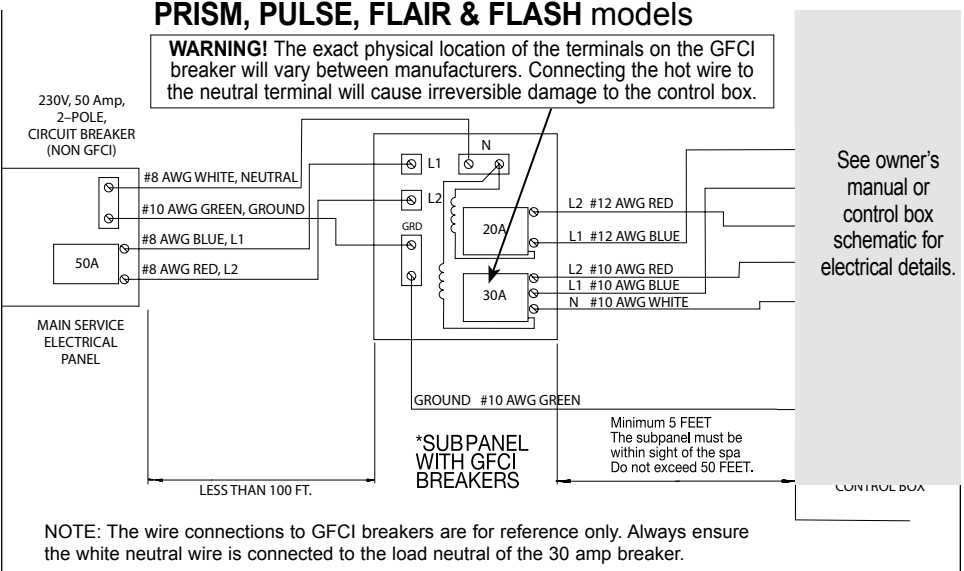 PRISM, PULSE, FLAIR & FLASH models
WARNING! The exact physical location of the terminals on the GFCI
breaker will vary between manufacturers. Connecting the hot wire to
the neutral terminal will cause irreversible damage to the control box.
230V, 50 Amp,
2–POLE,
CIRCUIT BREAKER
(NON GFCI)
#8 AWG WHITE, NEUTRAL
#10 AWG GREEN, GROUND
#8 AWG BLUE, L1
#8 AWG RED, L2
50A
MAIN SERVICE
ELECTRICAL
PANEL
L1
N
L2
GRD
20A
30A
L2 #12 AWG RED
L1 #12 AWG BLUE
L2 #10 AWG RED
L1 #10 AWG BLUE
N #10 AWG WHITE
See owner's
manual or
control box
schematic for
electrical details.
GROUND #10 AWG GREEN
*SUBPANEL
WITH GFCI
BREAKERS
Minimum 5 FEET
The subpanel must be
within sight of the spa
Do not exceed 50 FEET.
LESS THAN 100 FT.
CONTROL BOX
NOTE: The wire connections to GFCI breakers are for reference only. Always ensure
the white neutral wire is connected to the load neutral of the 30 amp breaker.